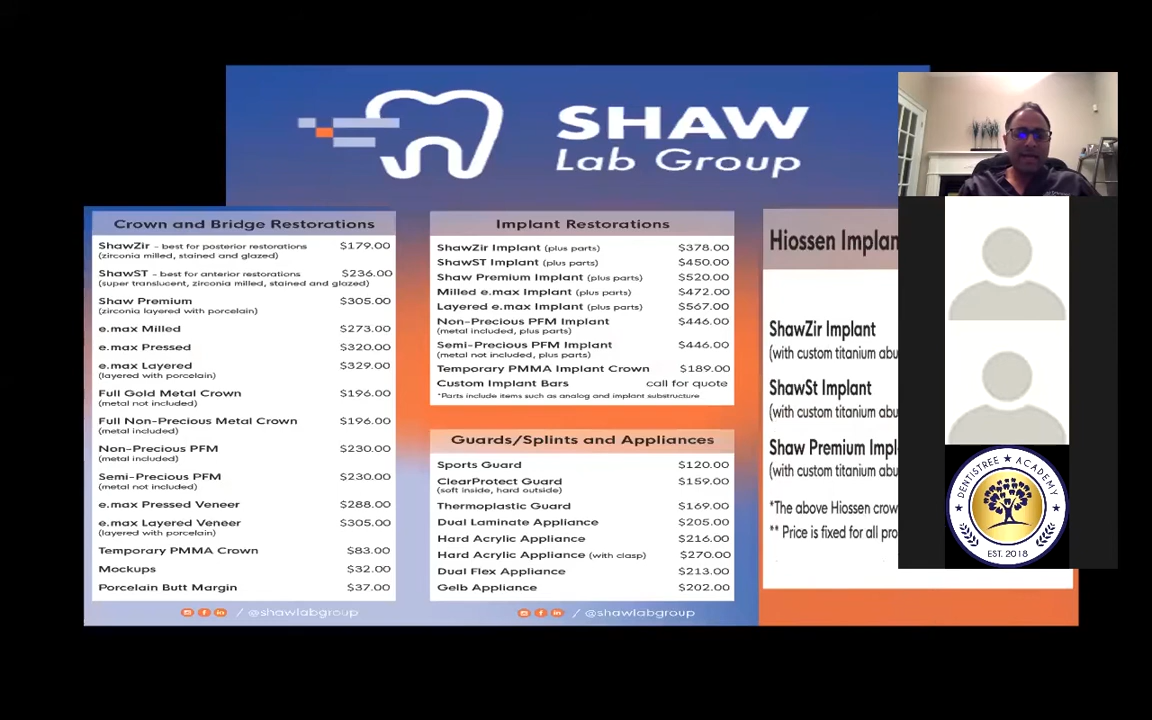 SHAW
Lab Group
Crown and Bridge Restorations
ShawZir - best for posterior restorations $179.00
(zirconia milled, stained and glazed)
ShawST - best for anterior restorations $236.00
(super translucent, zirconia milled, stained and glazed)
Shaw Premium $305.00
(zirconia layered with porcelain)
e.max Milled $273.00
e.max Pressed $320.00
e.max Layered $329.00
(layered with porcelain)
Full Gold Metal Crown $196.00
(metal not included)
Full Non-Precious Metal Crown $196.00
(metal included)
Non-Precious PFM $230.00
(metal included)
Semi-Precious PFM $230.00
(metal not included)
e.max Pressed Veneer $288.00
e.max Layered Veneer $305.00
(layered with porcelain)
Temporary PMMA Crown $83.00
Mockups $32.00
Porcelain Butt Margin $37.00
/ @shawlabgroup
Implant Restorations
ShawZir Implant (plus parts) $378.00
ShawST Implant (plus parts) $450.00
Shaw Premium Implant (plus parts) $520.00
Milled e.max Implant (plus parts) $472.00
Layered e.max Implant (plus parts) $567.00
Non-Precious PFM Implant $446.00
(metal included, plus parts)
Semi-Precious PFM Implant $446.00
(metal not included, plus parts)
Temporary PMMA Implant Crown $189.00
Custom Implant Bars call for quote
*Parts include items such as analog and implant substructure
Guards/Splints and Appliances
Sports Guard $120.00
ClearProtect Guard $159.00
(soft inside, hard outside)
Thermoplastic Guard $169.00
Dual Laminate Appliance $205.00
Hard Acrylic Appliance $216.00
Hard Acrylic Appliance (with clasp) $270.00
Dual Flex Appliance $213.00
Gelb Appliance $202.00
/ @shawlabgroup
Hiossen Implan
ShawZir Implant
(with custom titanium abu
ShawSt Implant
(with custom titanium abu
Shaw Premium Impl
(with custom titanium abu
*The above Hiossen crow
** Price is fixed for all pro
DENTISTREE ★ ACADEMY
EST. 2018